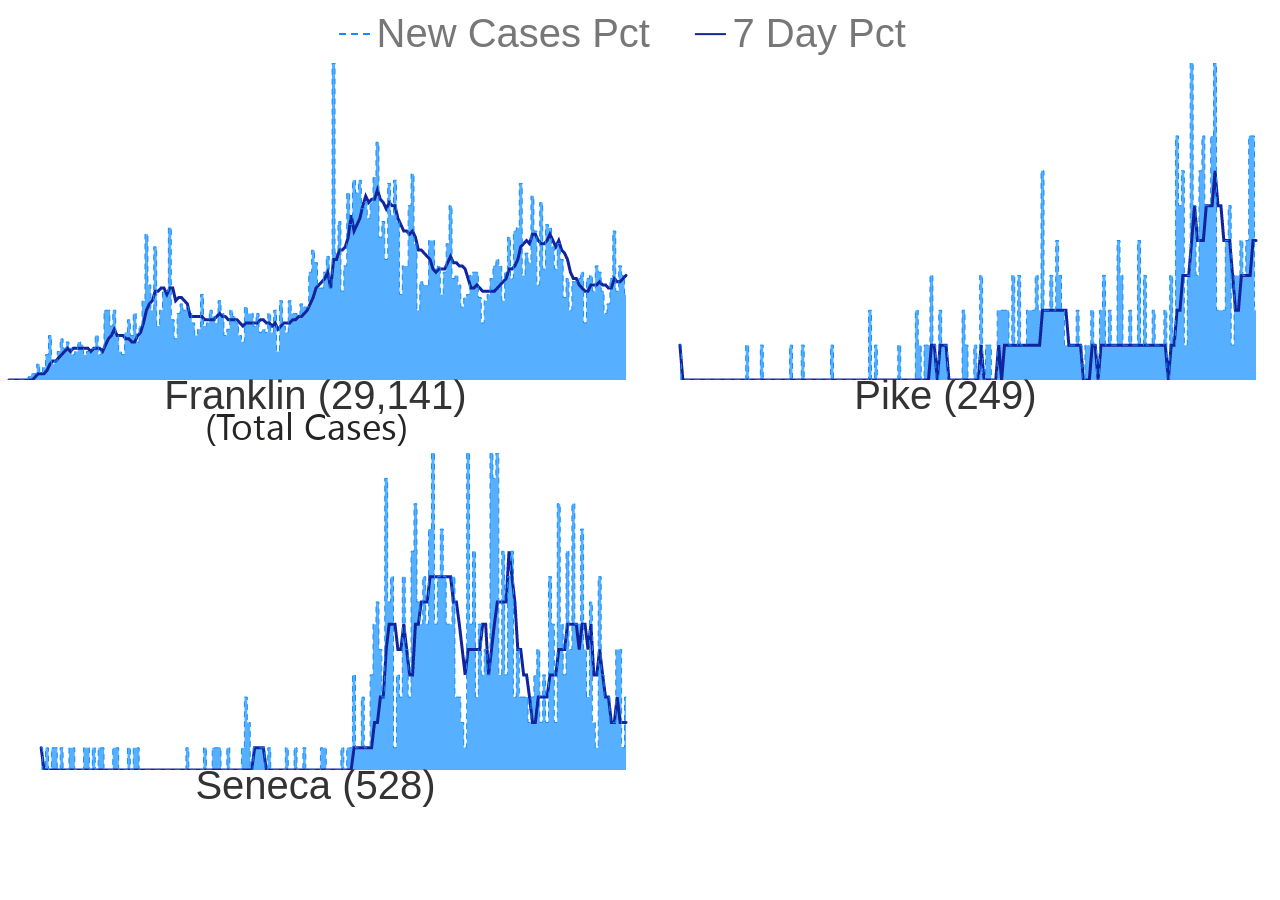 New Cases Pct 7 Day Pct
Franklin (29,141)
(Total Cases)
Pike (249)
Seneca (528)